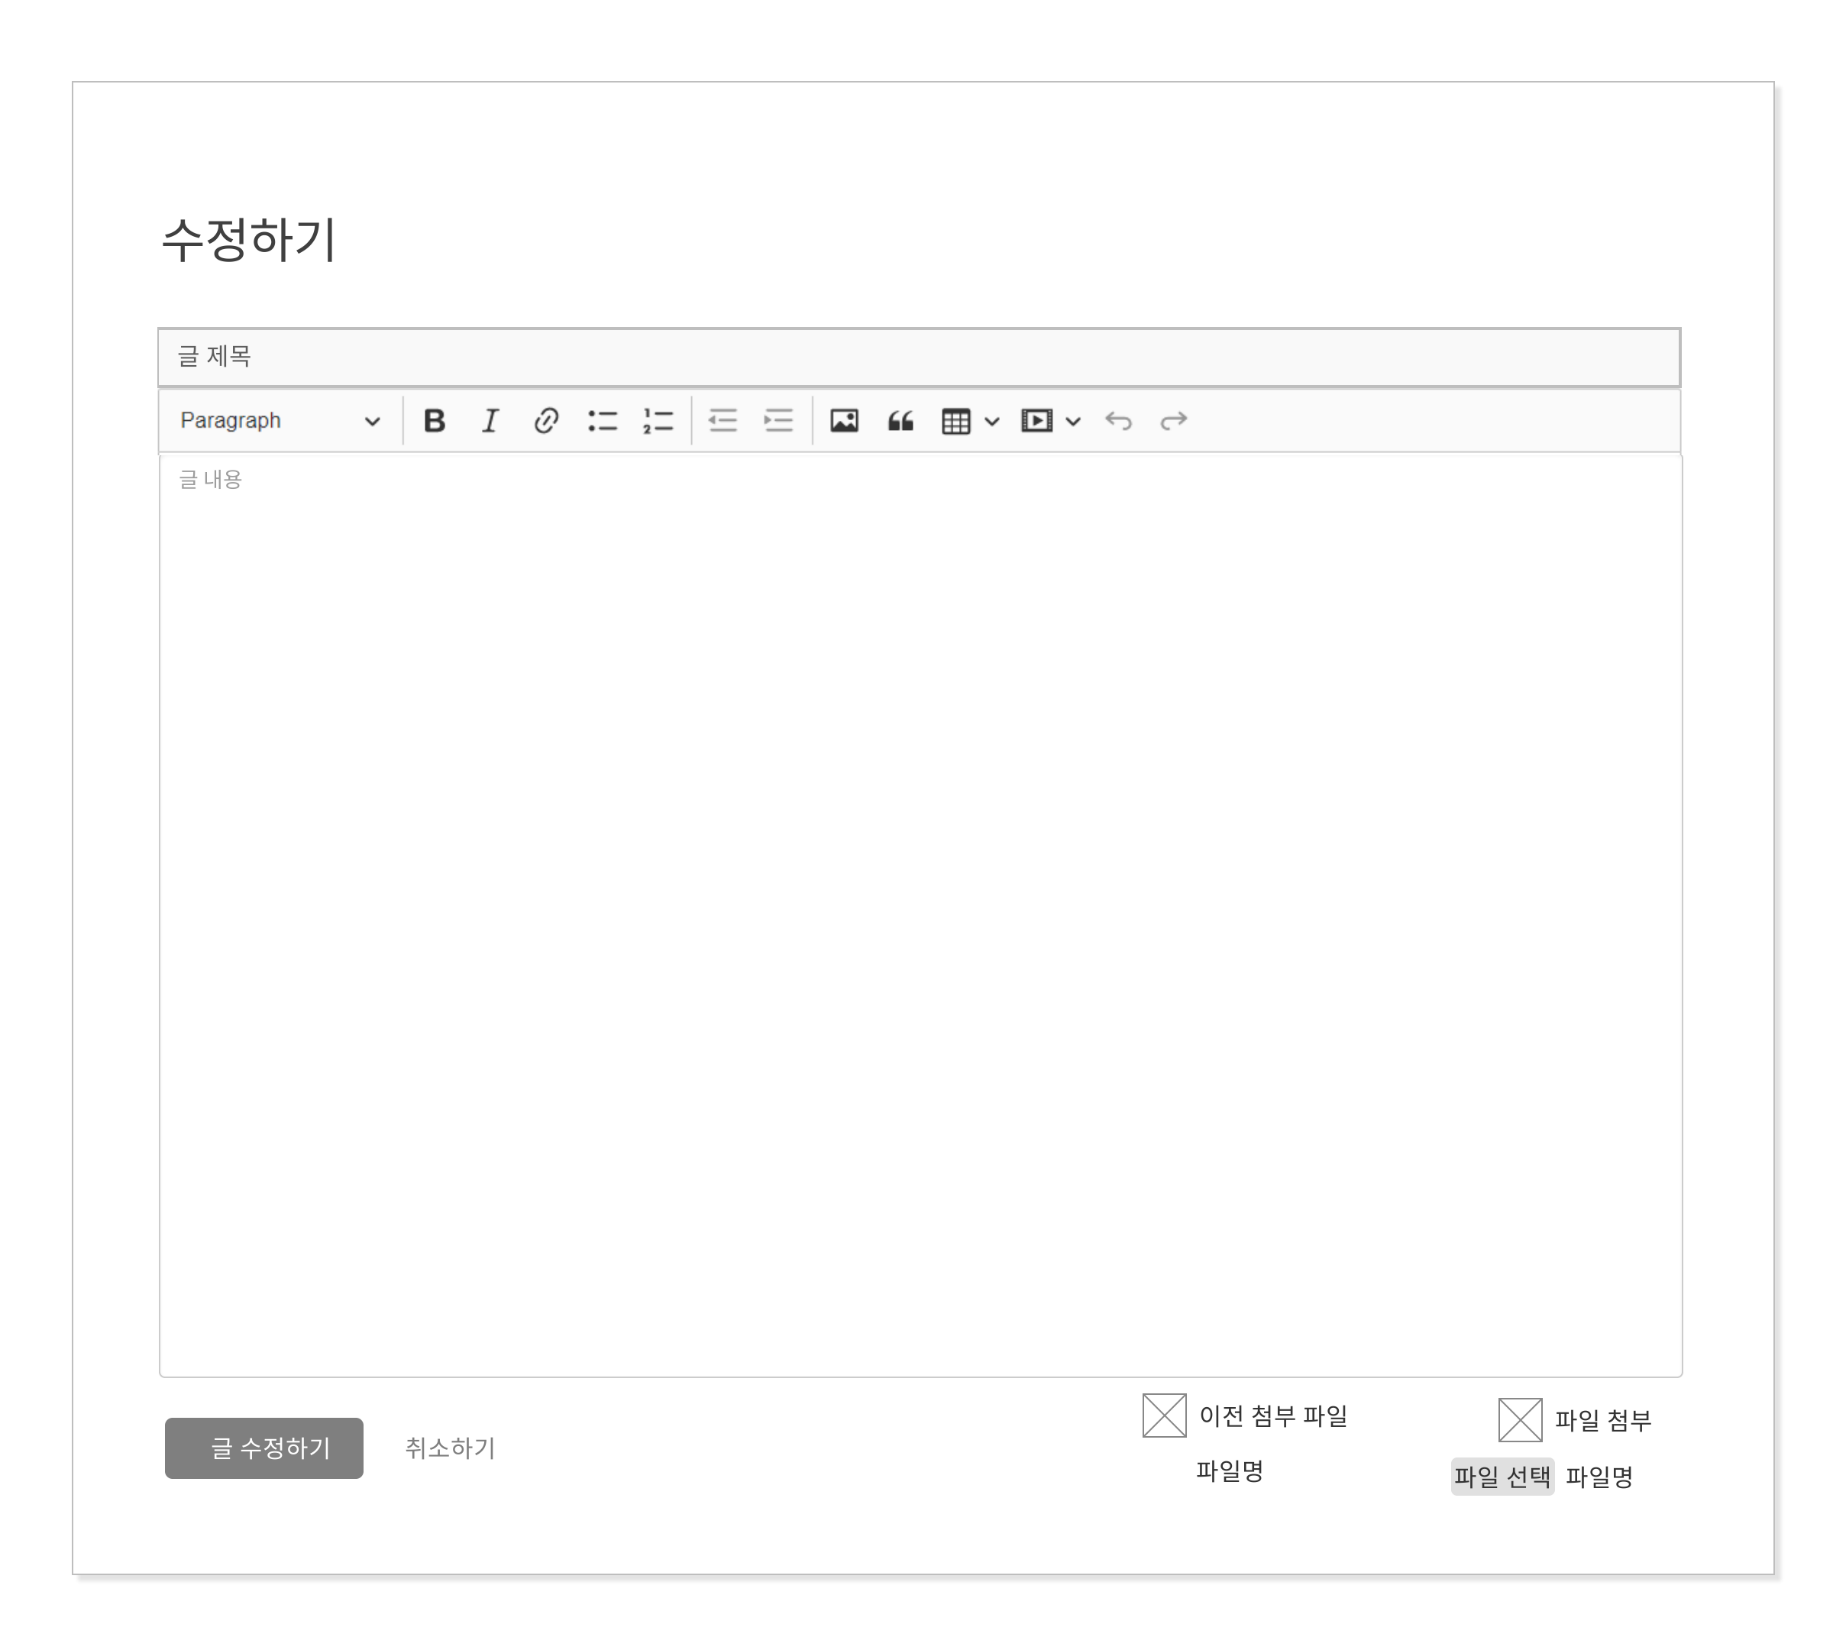 수정하기
글 제목
Paragraph
글 내용
글 수정하기
취소하기
이전 첨부 파일
파일명
파일 첨부
파일 선택 파일명